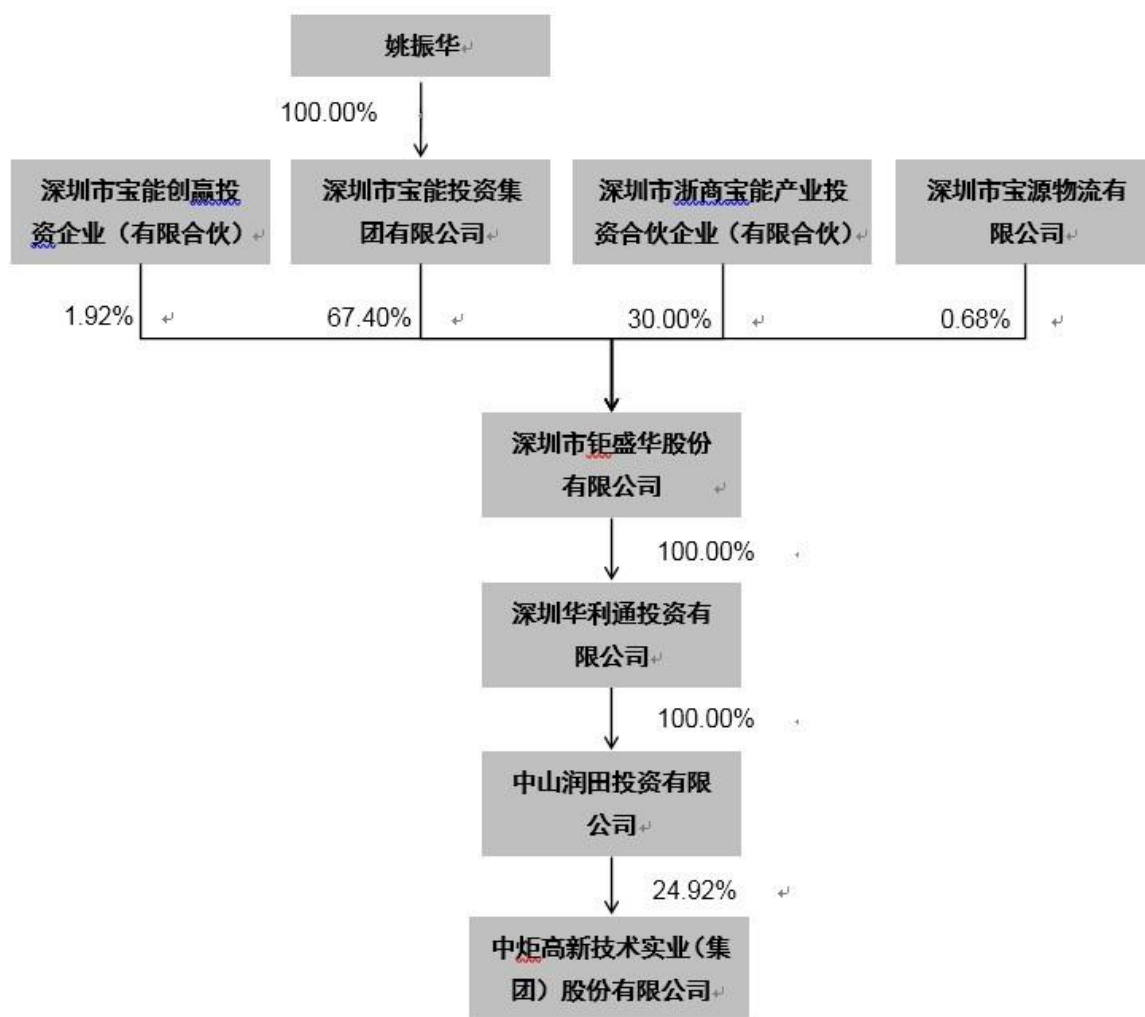 姚振华
100.00%
深圳市宝能创赢投
资企业（有限合伙）
深圳市宝能投资集
团有限公司
深圳市浙商宝能产业投
资合伙企业（有限合伙）
深圳市宝源物流有
限公司
1.92%
67.40%
30.00%
0.68%
深圳市钜盛华股份
有限公司
100.00%
深圳华利通投资有
限公司
100.00%
中山润田投资有限
公司
24.92%
中炬高新技术实业（集
团）股份有限公司